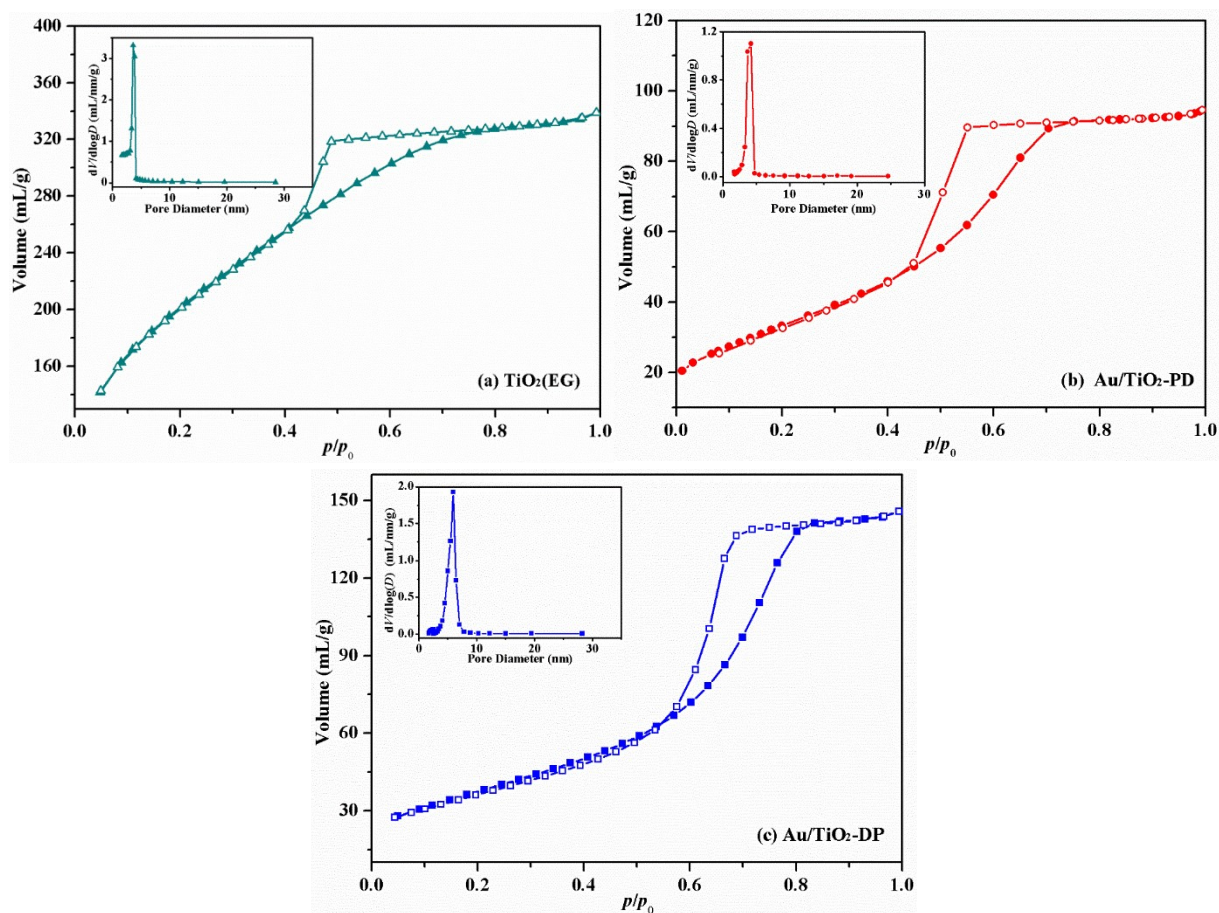 400
360
320
280
240
200
160
Volume (mL/g)
0.0 0.2 0.4 0.6 0.8 1.0
p/p₀
3
2
1
0
dV/dlogD (mL/nm/g)
0 10 20 30
Pore Diameter (nm)
(a) TiO₂(EG)
120
100
80
60
40
20
Volume (mL/g)
0.0 0.2 0.4 0.6 0.8 1.0
p/p₀
1.2
0.8
0.4
0.0
dV/dlogD (mL/nm/g)
0 10 20 30
Pore Diameter (nm)
(b) Au/TiO₂-PD
150
120
90
60
30
Volume (mL/g)
0.0 0.2 0.4 0.6 0.8 1.0
p/p₀
2.0
1.5
1.0
0.5
0.0
dV/dlog(D) (mL/nm/g)
0 10 20 30
Pore Diameter (nm)
(c) Au/TiO₂-DP